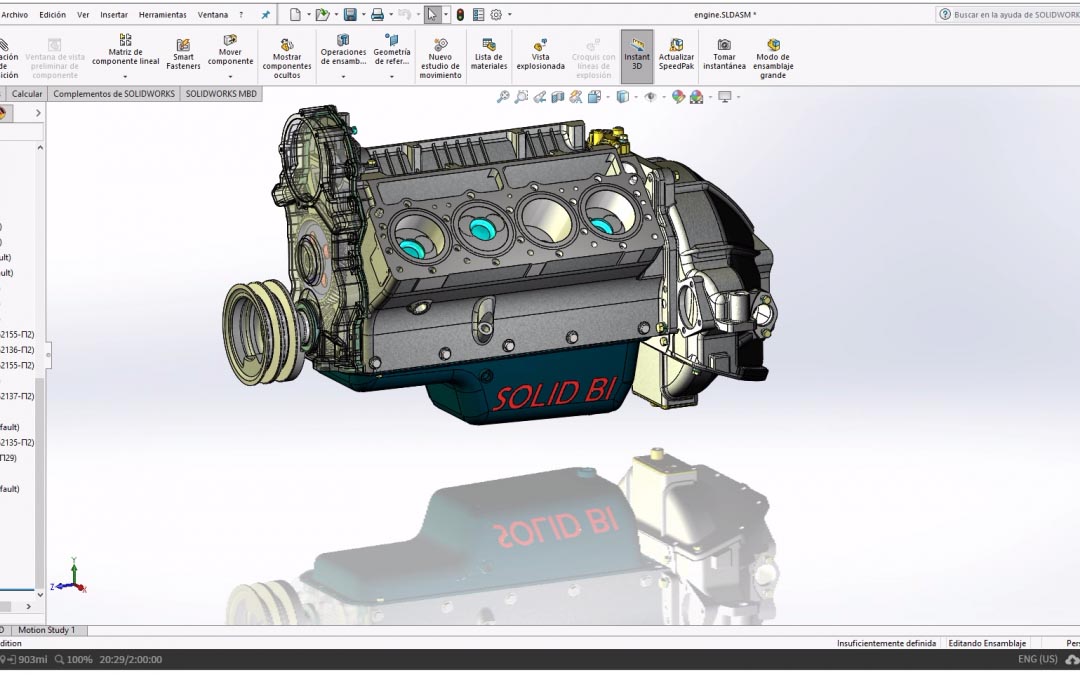 Archivo Edición Ver Insertar Herramientas Ventana ?
engine.SLDASM *
Buscar en la ayuda de SOLIDWORK
Ventana de vista preliminar de componente
Matriz de componente lineal
Smart Fasteners
Mover componente
Mostrar componentes ocultos
Operaciones de ensamb...
Geometría de refer...
Nuevo estudio de movimiento
Lista de materiales
Vista explosionada
Croquis con líneas de explosión
Instant 3D
Actualizar SpeedPak
Tomar instantánea
Modo de ensamblaje grande
Calcular Complementos de SOLIDWORKS SOLIDWORKS MBD
ult)
ult)
2155-П2)
2136-П2)
2155-П2)
2137-П2)
fault)
2135-П2)
П29)
fault)
SOLID BI
SOLID BI
Y
Z
X
Motion Study 1
dition
Insuficientemente definida Editando Ensamblaje Pers
903mi 100% 20:29/2:00:00 ENG (US)